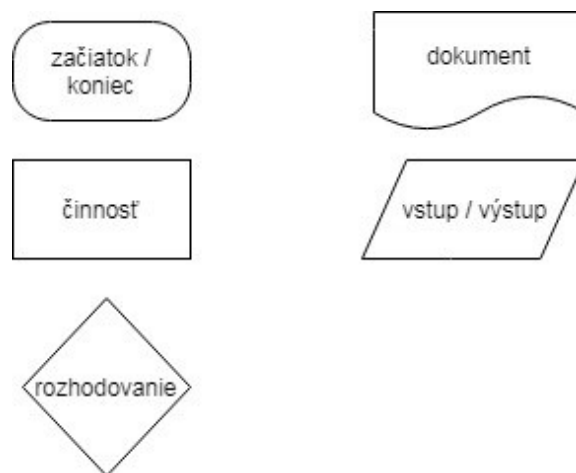 začiatok /
koniec
dokument
činnosť
vstup / výstup
rozhodovanie